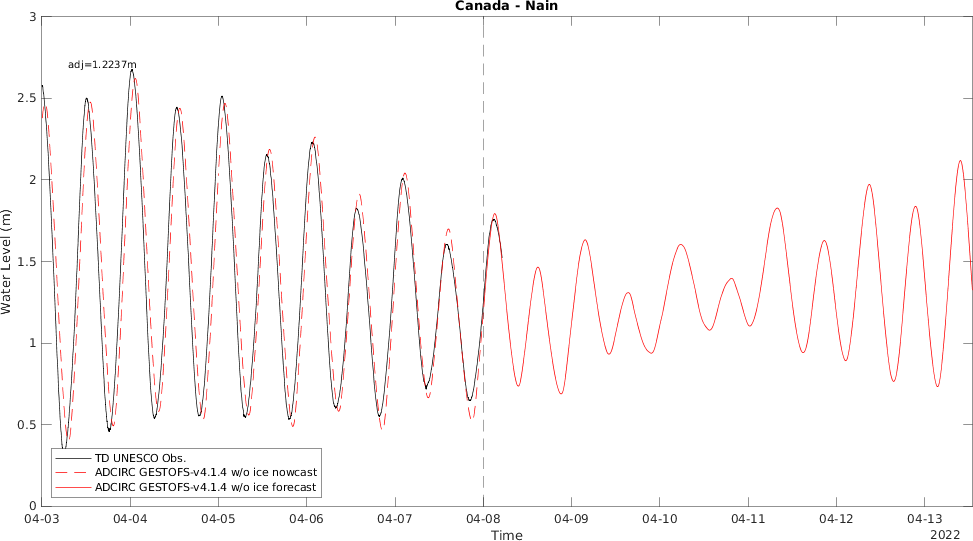 Canada - Nain
3
2.5
2
1.5
1
0.5
0
Water Level (m)
adj=1.2237m
TD UNESCO Obs.
ADCIRC GESTOFS-v4.1.4 w/o ice nowcast
ADCIRC GESTOFS-v4.1.4 w/o ice forecast
04-03 04-04 04-05 04-06 04-07 04-08 04-09 04-10 04-11 04-12 04-13
Time
2022